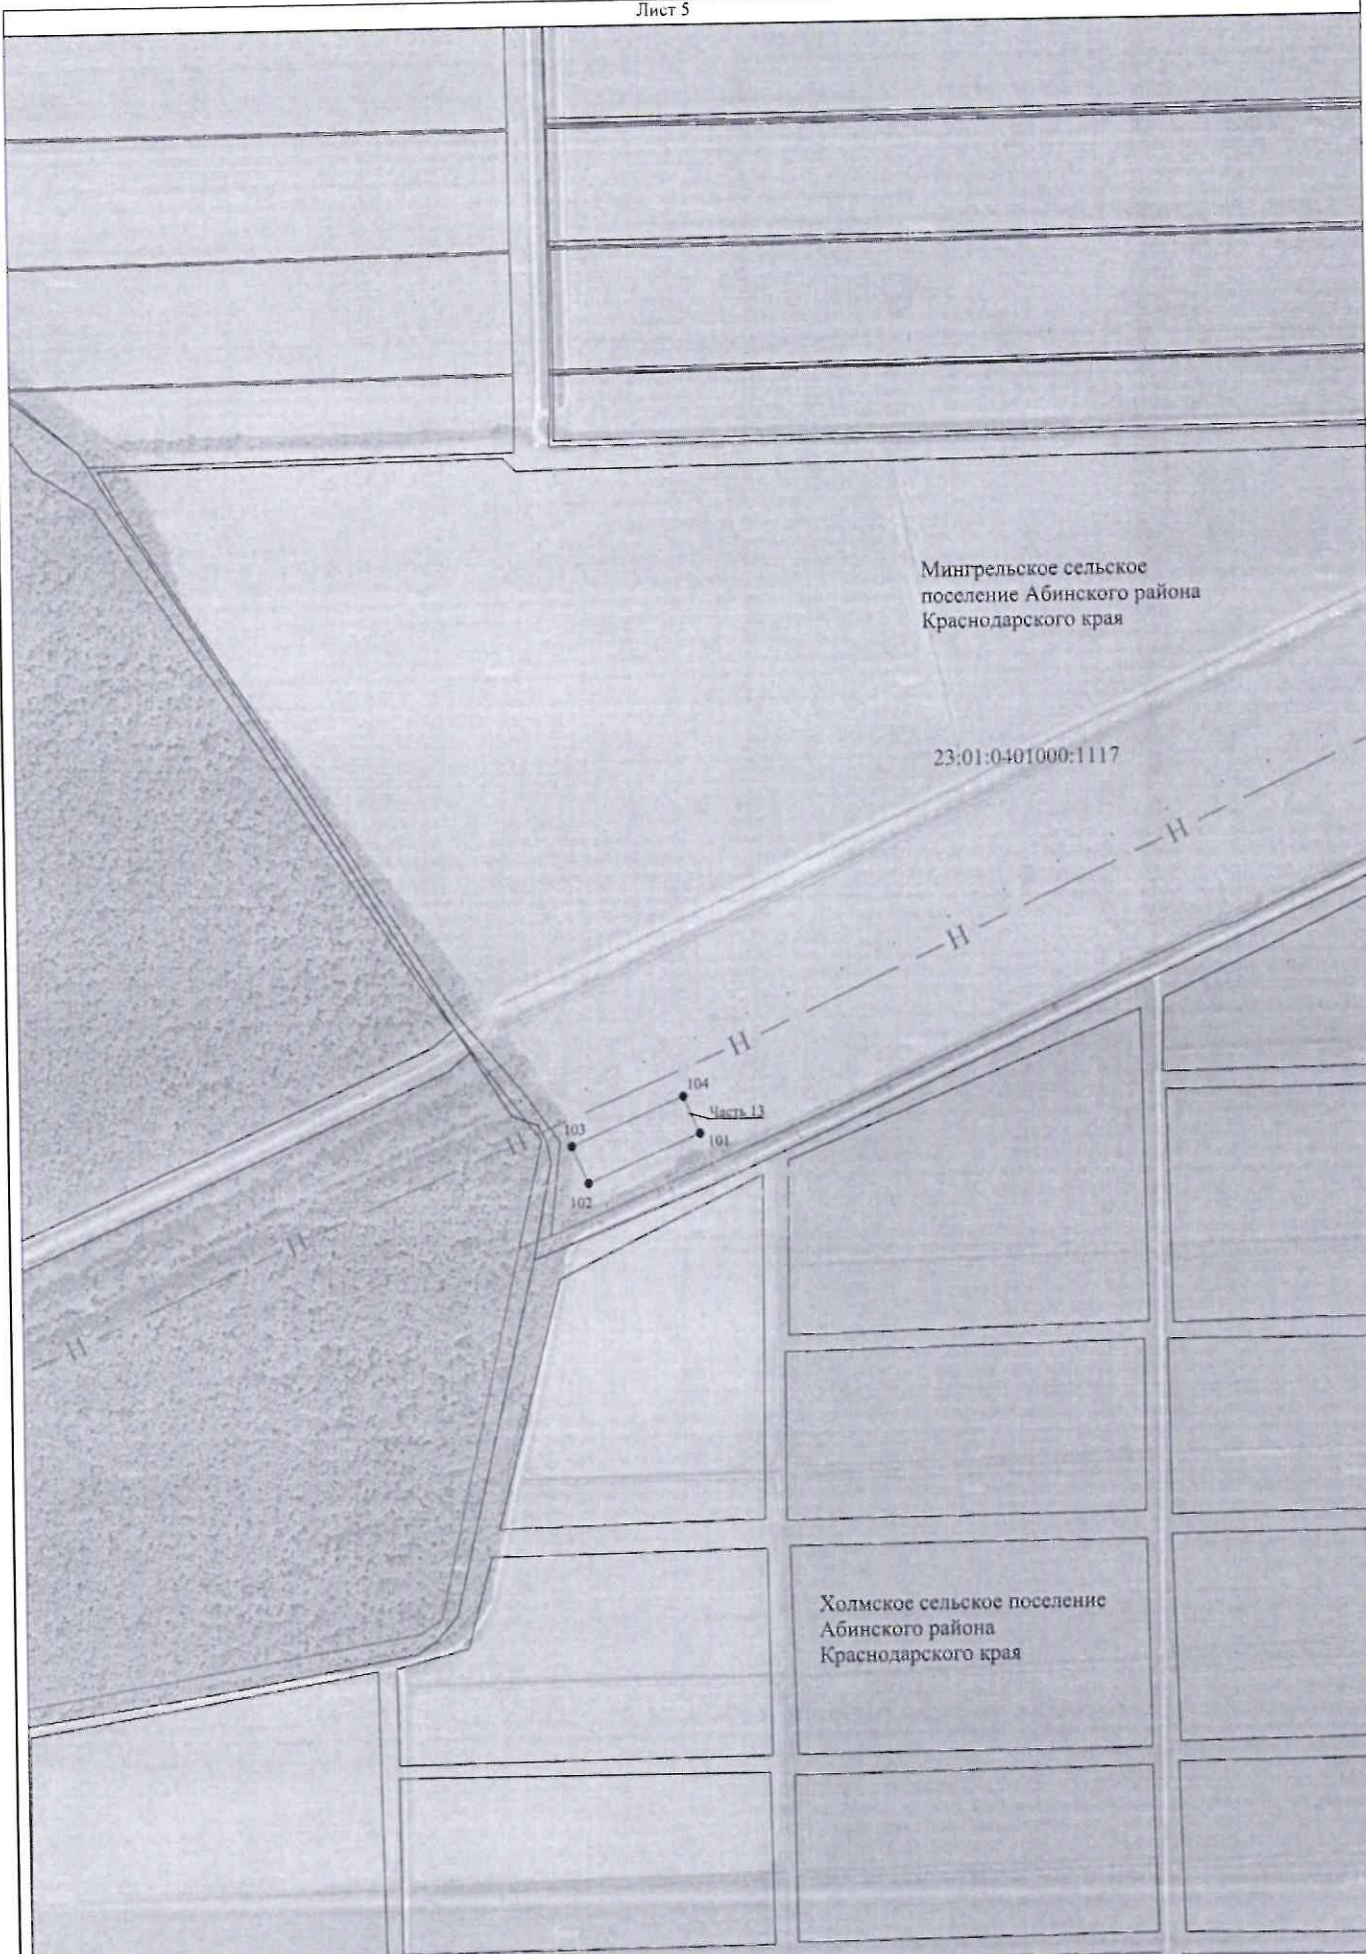 Лист 5
Мингрельское сельское
поселение Абинского района
Краснодарского края
23:01:0401000:1117
Н
Н
Н
104
Часть 13
103
101
Н
102
Н
Н
Холмское сельское поселение
Абинского района
Краснодарского края